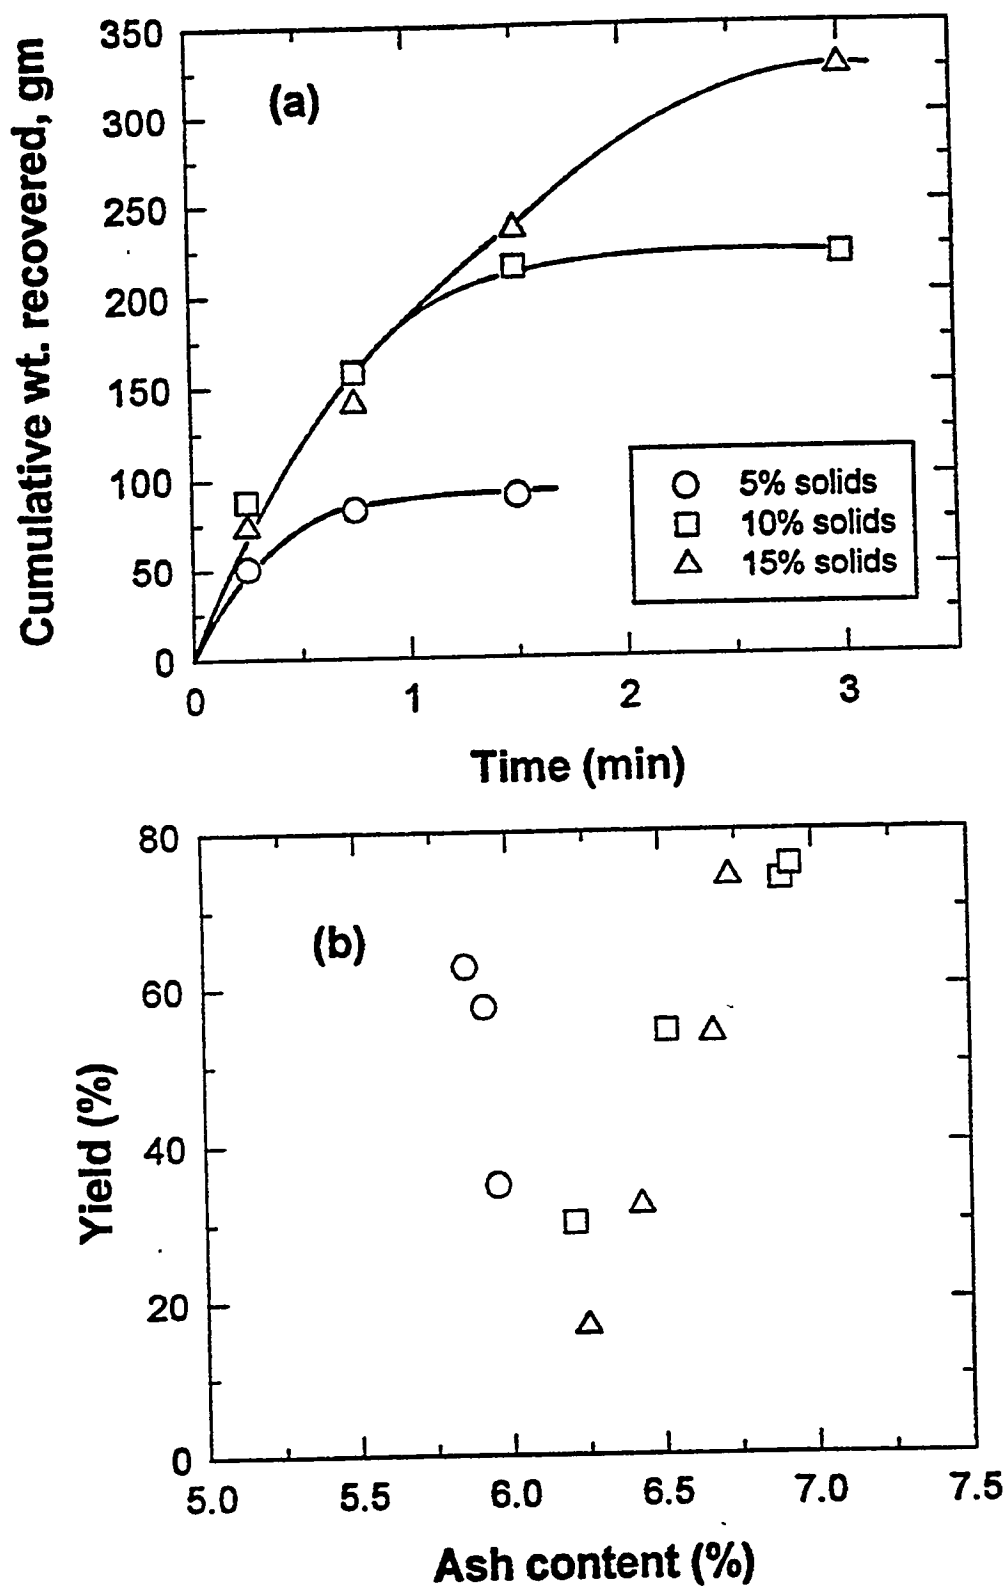 350
300
250
200
150
100
50
0
Cumulative wt. recovered, gm
(a)
5% solids
10% solids
15% solids
0 1 2 3
Time (min)
80
60
40
20
0
Yield (%)
(b)
5.0 5.5 6.0 6.5 7.0 7.5
Ash content (%)